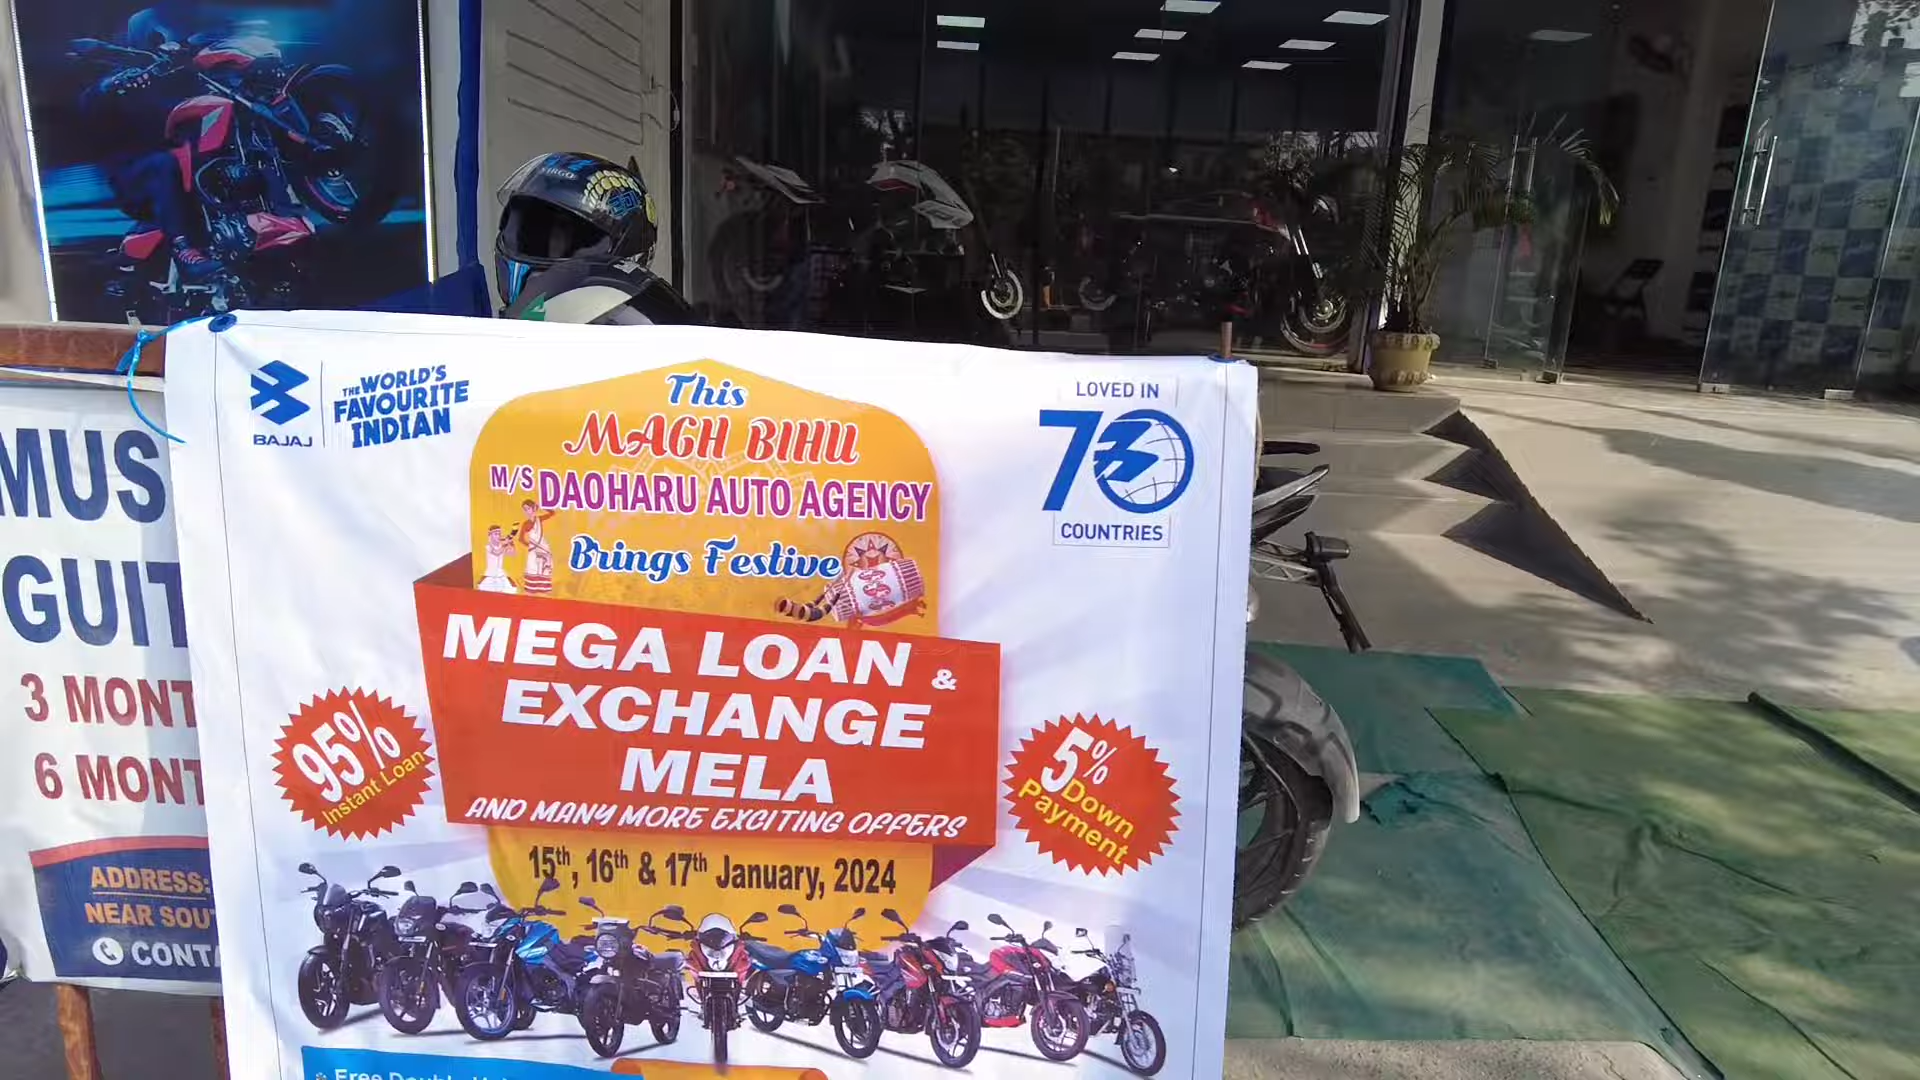 VIRGO
BAJAJ
THE WORLD'S
FAVOURITE
INDIAN
This
MAGH BIHU
M/S DAOHARU AUTO AGENCY
Brings Festive
LOVED IN
70
COUNTRIES
MEGA LOAN &
EXCHANGE
MELA
AND MANY MORE EXCITING OFFERS
95%
Instant Loan
5%
Down
Payment
15th, 16th & 17th January, 2024
MUS
GUIT
3 MONT
6 MONT
ADDRESS:
NEAR SOU
CONT